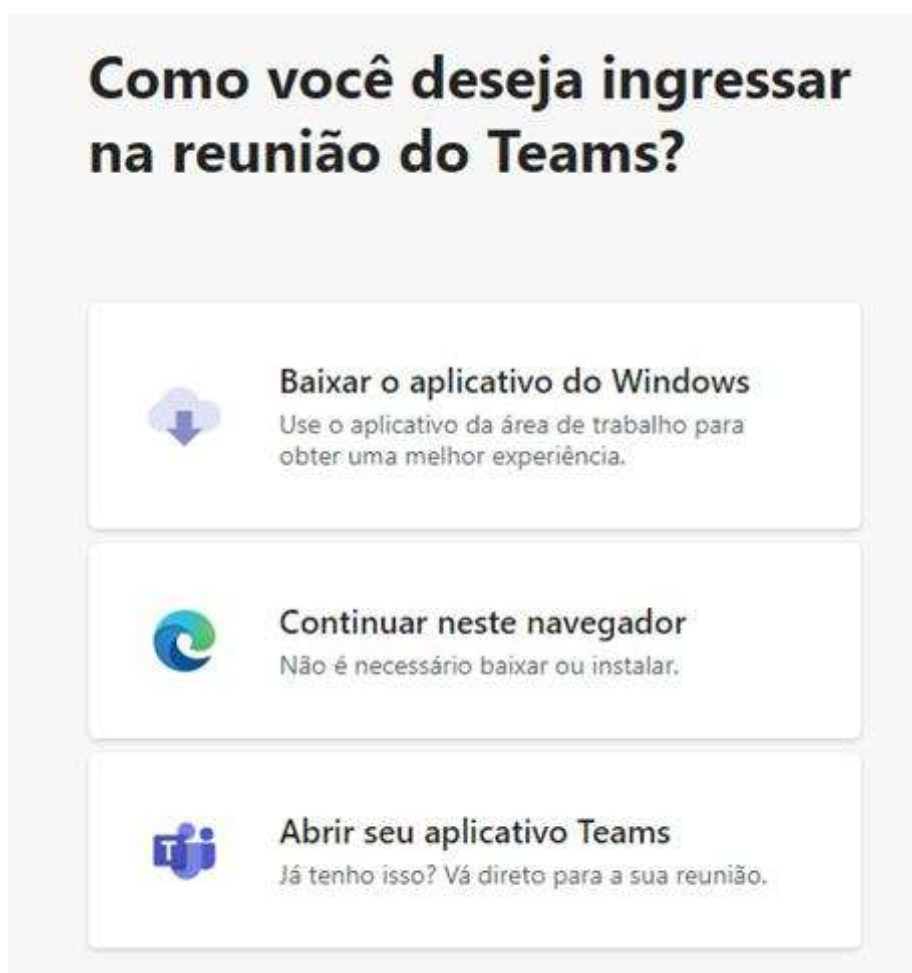 Como você deseja ingressar
na reunião do Teams?
Baixar o aplicativo do Windows
Use o aplicativo da área de trabalho para
obter uma melhor experiência.
Continuar neste navegador
Não é necessário baixar ou instalar.
T
Abrir seu aplicativo Teams
Já tenho isso? Vá direto para a sua reunião.